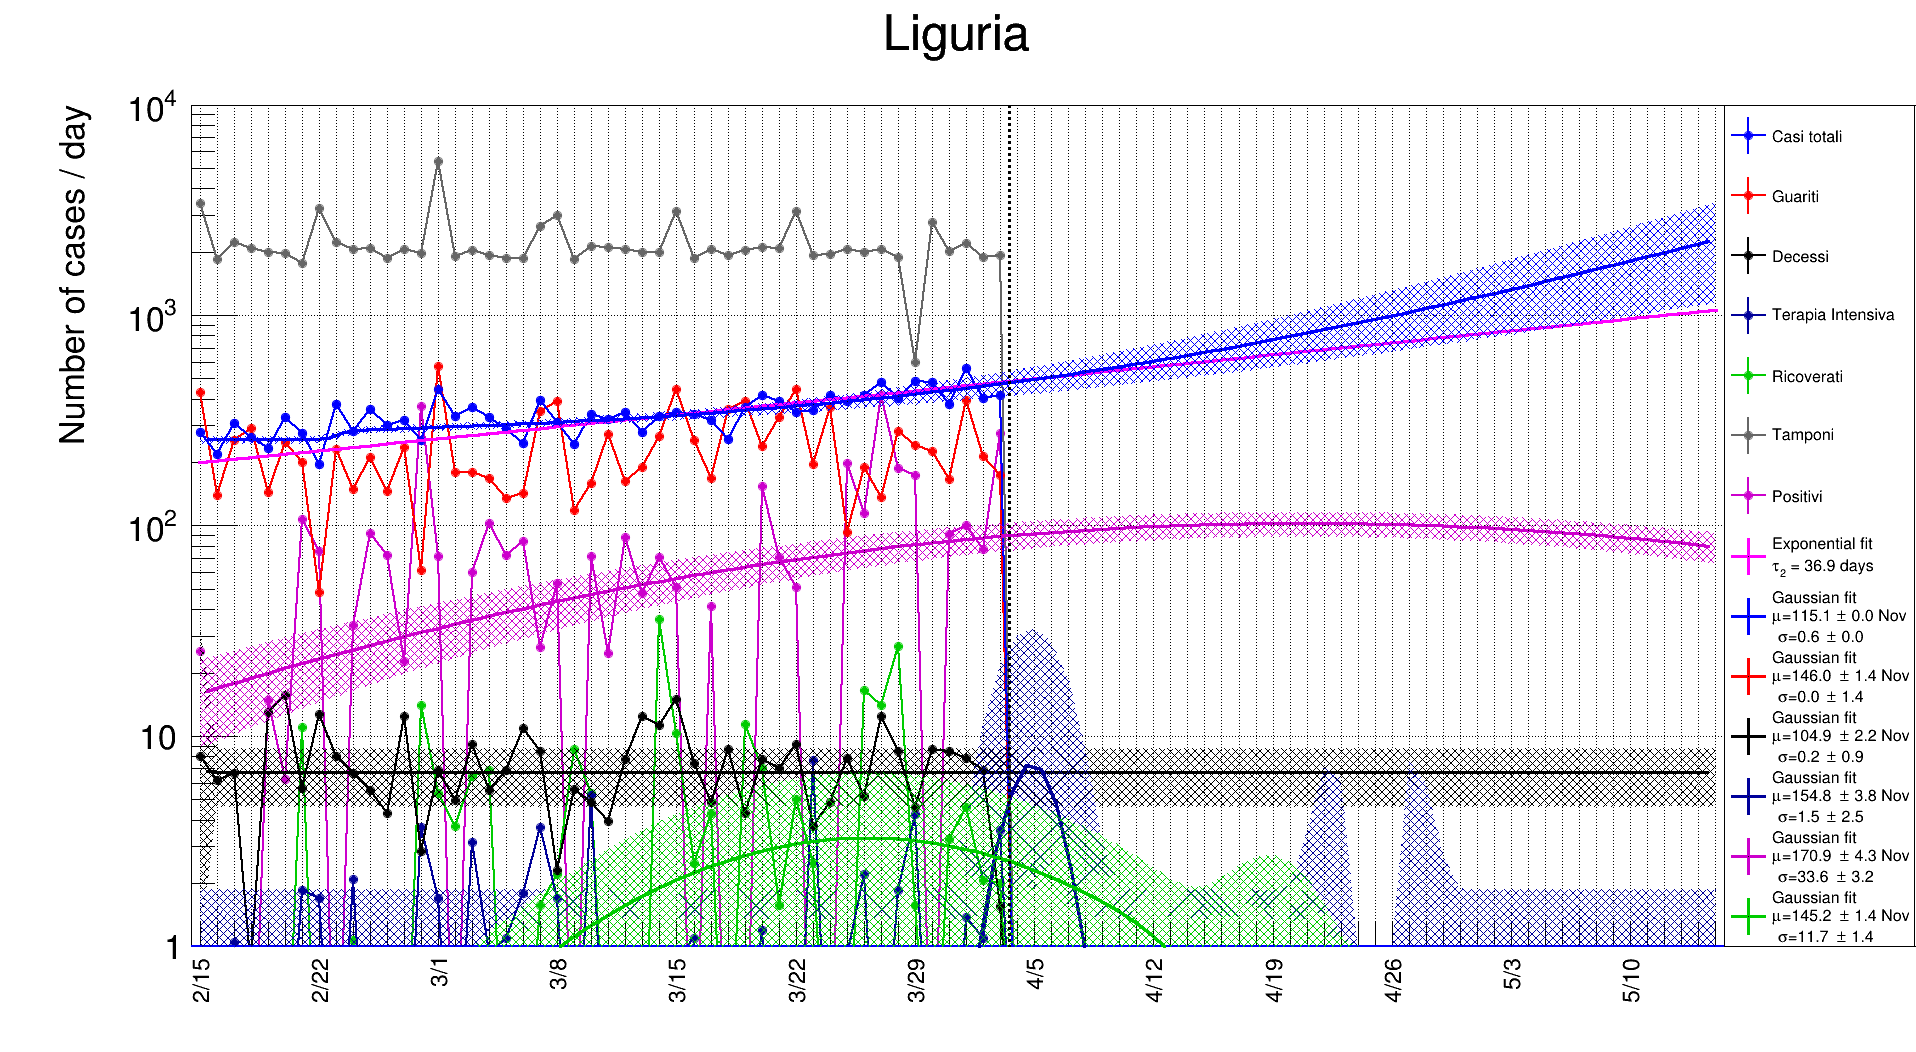 Liguria
Number of cases / day
10^4
10^3
10^2
10
1
2/15
2/22
3/1
3/8
3/15
3/22
3/29
4/5
4/12
4/19
4/26
5/3
5/10
Casi totali
Guariti
Decessi
Terapia Intensiva
Ricoverati
Tamponi
Positivi
Exponential fit
τ₂ = 36.9 days
Gaussian fit
μ=115.1 ± 0.0 Nov
σ=0.6 ± 0.0
Gaussian fit
μ=146.0 ± 1.4 Nov
σ=0.0 ± 1.4
Gaussian fit
μ=104.9 ± 2.2 Nov
σ=0.2 ± 0.9
Gaussian fit
μ=154.8 ± 3.8 Nov
σ=1.5 ± 2.5
Gaussian fit
μ=170.9 ± 4.3 Nov
σ=33.6 ± 3.2
Gaussian fit
μ=145.2 ± 1.4 Nov
σ=11.7 ± 1.4